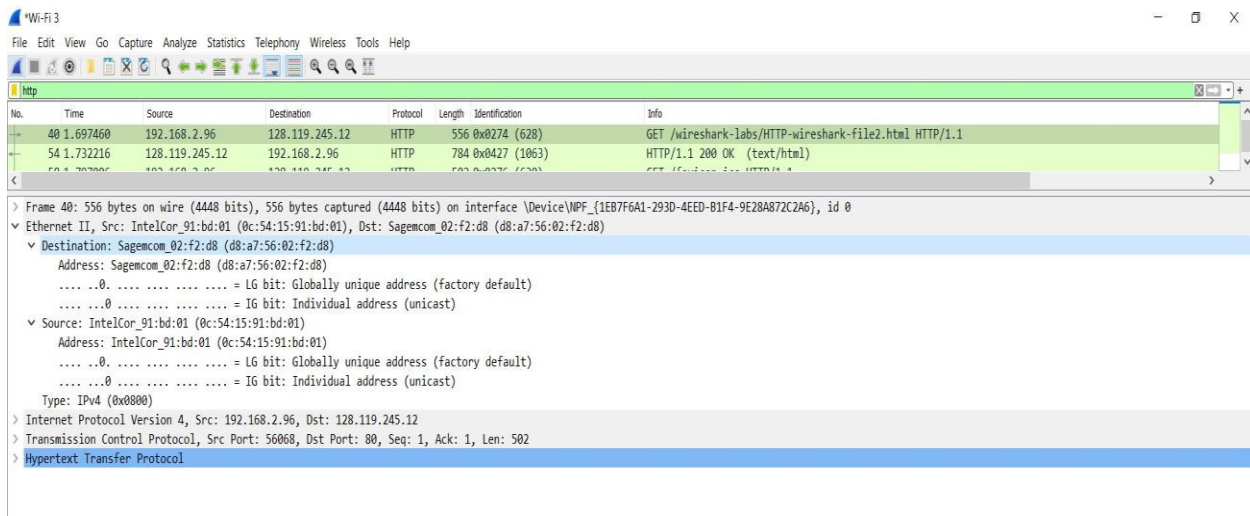 *Wi-Fi 3
File Edit View Go Capture Analyze Statistics Telephony Wireless Tools Help
http
No. Time Source Destination Protocol Length Identification Info
40 1.697460 192.168.2.96 128.119.245.12 HTTP 556 0x0274 (628) GET /wireshark-labs/HTTP-wireshark-file2.html HTTP/1.1
54 1.732216 128.119.245.12 192.168.2.96 HTTP 784 0x0427 (1063) HTTP/1.1 200 OK (text/html)
Frame 40: 556 bytes on wire (4448 bits), 556 bytes captured (4448 bits) on interface \Device\NPF_{1EB7F6A1-293D-4EED-B1F4-9E28A872C2A6}, id 0
Ethernet II, Src: IntelCor_91:bd:01 (0c:54:15:91:bd:01), Dst: Sagemcom_02:f2:d8 (d8:a7:56:02:f2:d8)
Destination: Sagemcom_02:f2:d8 (d8:a7:56:02:f2:d8)
Address: Sagemcom_02:f2:d8 (d8:a7:56:02:f2:d8)
.... ..0. .... .... .... .... = LG bit: Globally unique address (factory default)
.... ...0 .... .... .... .... = IG bit: Individual address (unicast)
Source: IntelCor_91:bd:01 (0c:54:15:91:bd:01)
Address: IntelCor_91:bd:01 (0c:54:15:91:bd:01)
.... ..0. .... .... .... .... = LG bit: Globally unique address (factory default)
.... ...0 .... .... .... .... = IG bit: Individual address (unicast)
Type: IPv4 (0x0800)
Internet Protocol Version 4, Src: 192.168.2.96, Dst: 128.119.245.12
Transmission Control Protocol, Src Port: 56068, Dst Port: 80, Seq: 1, Ack: 1, Len: 502
Hypertext Transfer Protocol